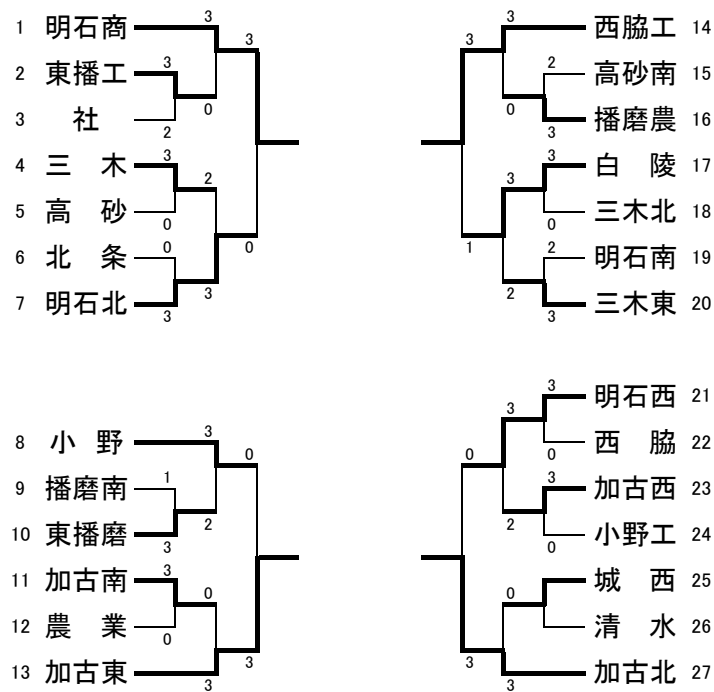 1 明石商
2 東播工
3 社
4 三 木
5 高 砂
6 北 条
7 明石北
3
3
3
0
2
3
2
0
0
0
3
3
8 小 野
9 播磨南
10 東播磨
11 加古南
12 農 業
13 加古東
3
0
1
2
3
3
0
0
3
3
西脇工 14
高砂南 15
播磨農 16
白 陵 17
三木北 18
明石南 19
三木東 20
3
3
2
0
3
3
3
0
1
2
2
3
明石西 21
西 脇 22
加古西 23
小野工 24
城 西 25
清 水 26
加古北 27
3
3
0
0
3
2
0
0
3
3